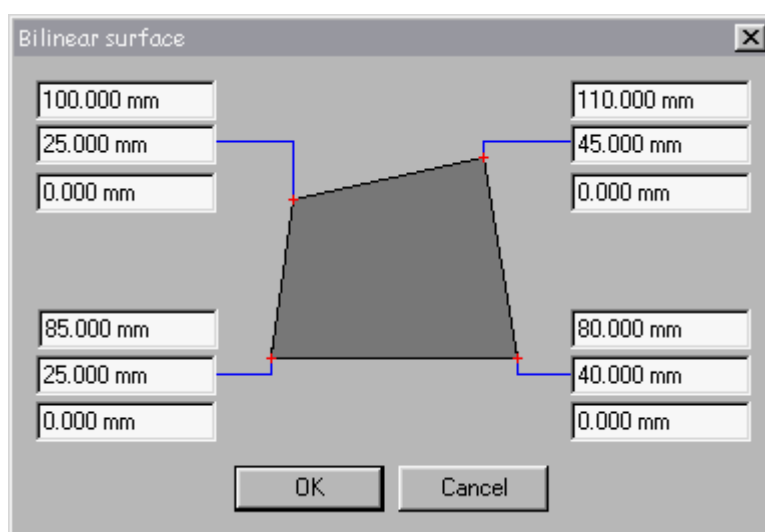 Bilinear surface
100.000 mm
25.000 mm
0.000 mm
110.000 mm
45.000 mm
0.000 mm
85.000 mm
25.000 mm
0.000 mm
80.000 mm
40.000 mm
0.000 mm
OK
Cancel